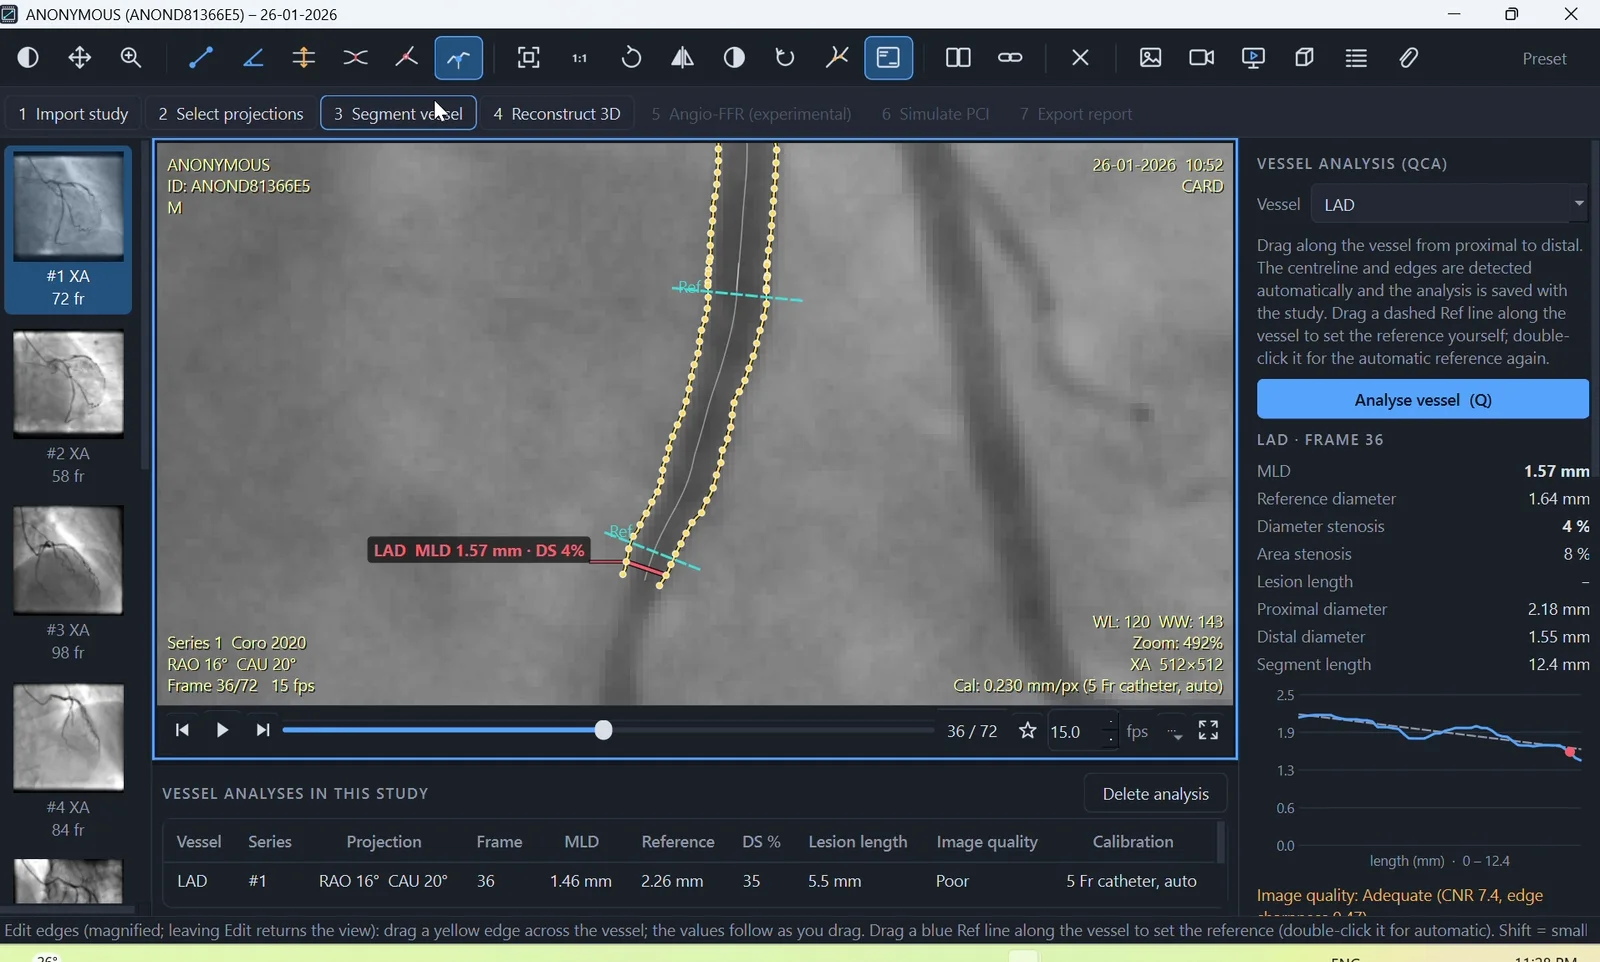 ANONYMOUS (ANOND81366E5) – 26-01-2026
1:1
Preset
1 Import study
2 Select projections
3 Segment vessel
4 Reconstruct 3D
5 Angio-FFR (experimental)
6 Simulate PCI
7 Export report
#1 XA
72 fr
#2 XA
58 fr
#3 XA
98 fr
#4 XA
84 fr
ANONYMOUS
ID: ANOND81366E5
M
26-01-2026 10:52
CARD
Ref
Ref
LAD MLD 1.57 mm · DS 4%
Series 1 Coro 2020
RAO 16° CAU 20°
Frame 36/72 15 fps
WL: 120 WW: 143
Zoom: 492%
XA 512×512
Cal: 0.230 mm/px (5 Fr catheter, auto)
36 / 72
15.0
fps
VESSEL ANALYSES IN THIS STUDY
Delete analysis
Vessel Series Projection Frame MLD Reference DS % Lesion length Image quality Calibration
LAD #1 RAO 16° CAU 20° 36 1.46 mm 2.26 mm 35 5.5 mm Poor 5 Fr catheter, auto
VESSEL ANALYSIS (QCA)
Vessel LAD
Drag along the vessel from proximal to distal.
The centreline and edges are detected
automatically and the analysis is saved with
the study. Drag a dashed Ref line along the
vessel to set the reference yourself; double-
click it for the automatic reference again.
Analyse vessel (Q)
LAD · FRAME 36
MLD 1.57 mm
Reference diameter 1.64 mm
Diameter stenosis 4 %
Area stenosis 8 %
Lesion length –
Proximal diameter 2.18 mm
Distal diameter 1.55 mm
Segment length 12.4 mm
2.5
1.9
1.3
0.6
0.0
length (mm) · 0 – 12.4
Image quality: Adequate (CNR 7.4, edge
sharpness 0.47)
Edit edges (magnified; leaving Edit returns the view): drag a yellow edge across the vessel; the values follow as you drag. Drag a blue Ref line along the vessel to set the reference (double-click it for automatic). Shift = small
26°
ENG
11:28 PM